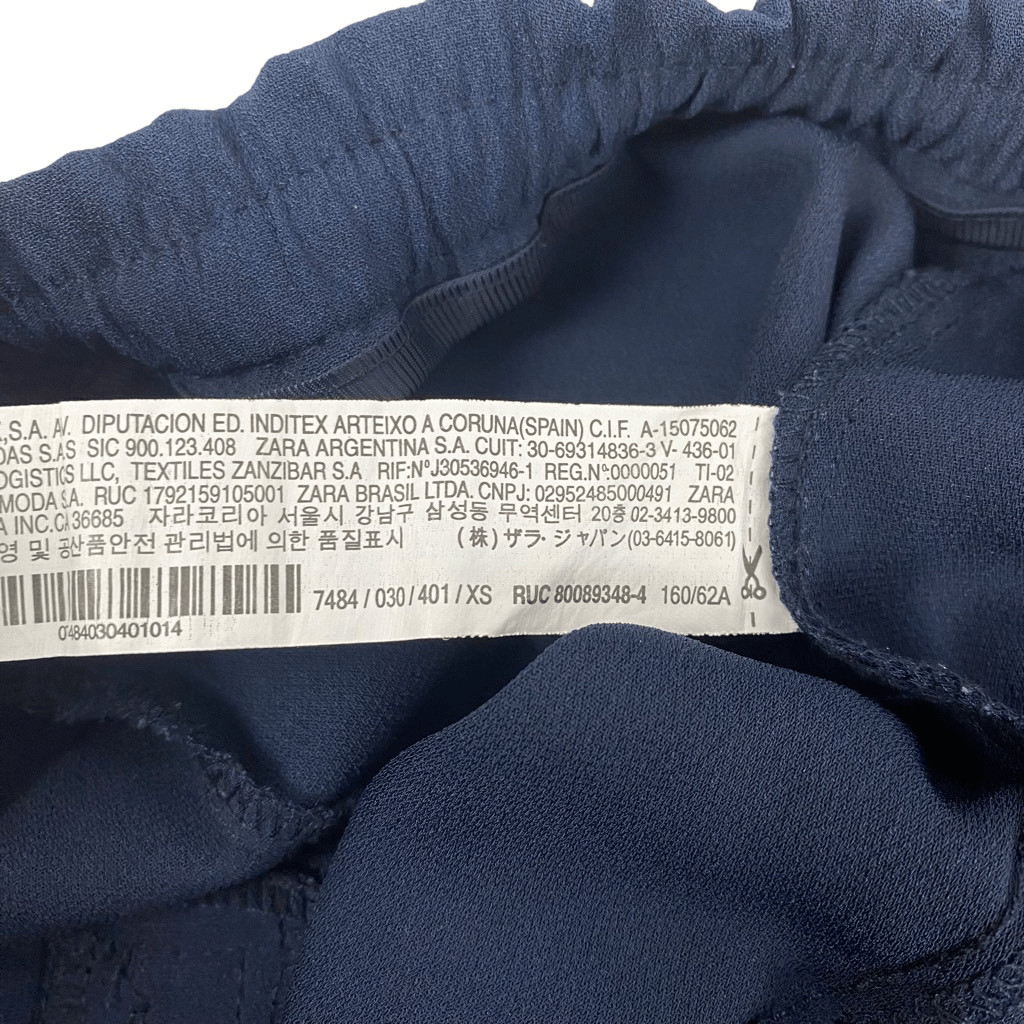 ,S.A. AV. DIPUTACION ED. INDITEX ARTEIXO A CORUNA(SPAIN) C.I.F. A-15075062
DAS S.AS SIC 900.123.408 ZARA ARGENTINA S.A. CUIT: 30-69314836-3 V- 436-01
OGISTICS LLC, TEXTILES ZANZIBAR S.A RIF:NºJ30536946-1 REG.Nº:0000051 TI-02
MODA S.A. RUC 1792159105001 ZARA BRASIL LTDA. CNPJ: 02952485000491 ZARA
A INC.CA 36685 자라코리아 서울시 강남구 삼성동 무역센터 20층 02-3413-9800
영 및 공산품안전 관리법에 의한 품질표시 (株) ザラ・ジャパン(03-6415-8061)
7484 / 030 / 401 / XS RUC 80089348-4 160/62A
07484030401014